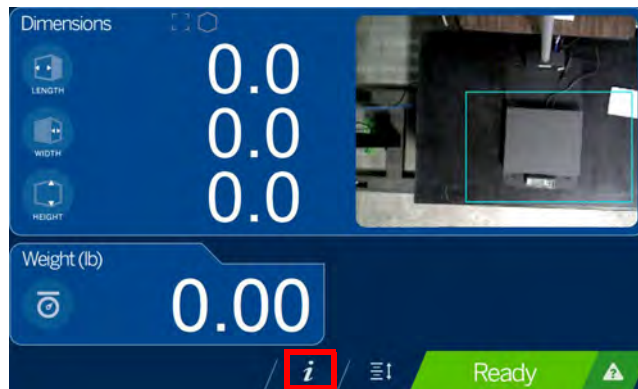 Dimensions
LENGTH
0.0
WIDTH
0.0
HEIGHT
0.0
Weight (lb)
0.00
i
Ready
?